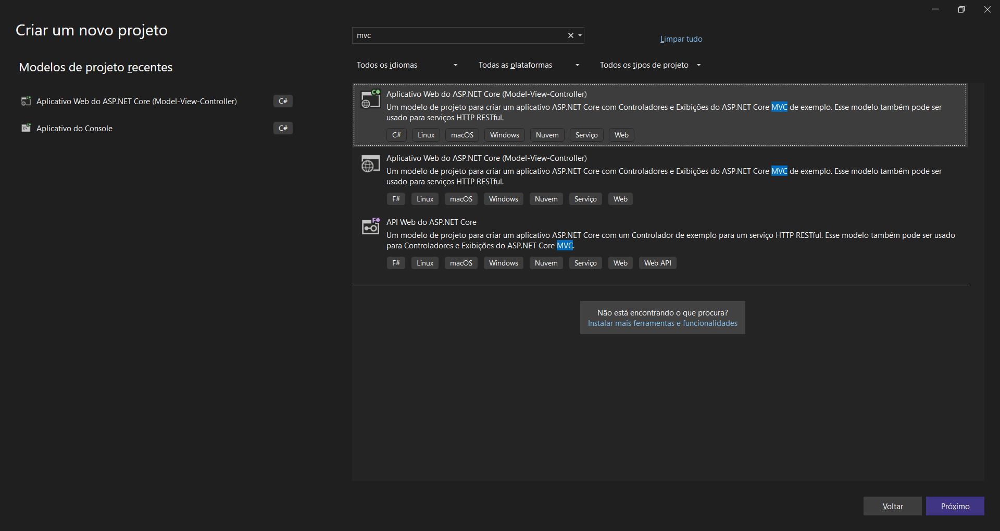 Criar um novo projeto
mvc
Limpar tudo
Modelos de projeto recentes
Todos os idiomas
Todas as plataformas
Todos os tipos de projeto
Aplicativo Web do ASP.NET Core (Model-View-Controller)
C#
Aplicativo do Console
C#
C#
Aplicativo Web do ASP.NET Core (Model-View-Controller)
Um modelo de projeto para criar um aplicativo ASP.NET Core com Controladores e Exibições do ASP.NET Core MVC de exemplo. Esse modelo também pode ser
usado para serviços HTTP RESTful.
C# Linux macOS Windows Nuvem Serviço Web
Aplicativo Web do ASP.NET Core (Model-View-Controller)
Um modelo de projeto para criar um aplicativo ASP.NET Core com Controladores e Exibições do ASP.NET Core MVC de exemplo. Esse modelo também pode ser
usado para serviços HTTP RESTful.
F# Linux macOS Windows Nuvem Serviço Web
F#
API Web do ASP.NET Core
Um modelo de projeto para criar um aplicativo ASP.NET Core com um Controlador de exemplo para um serviço HTTP RESTful. Esse modelo também pode ser usado
para Controladores e Exibições do ASP.NET Core MVC.
F# Linux macOS Windows Nuvem Serviço Web Web API
Não está encontrando o que procura?
Instalar mais ferramentas e funcionalidades
Voltar
Próximo